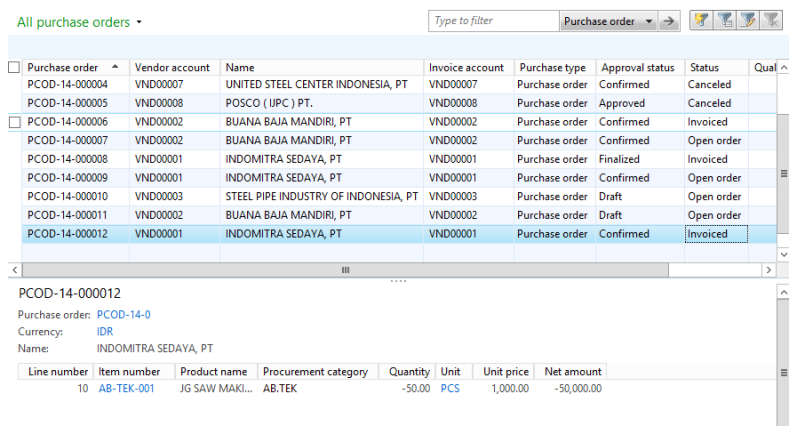 All purchase orders
Type to filter Purchase order
Purchase order Vendor account Name Invoice account Purchase type Approval status Status Qual
PCOD-14-000004 VND00007 UNITED STEEL CENTER INDONESIA, PT VND00007 Purchase order Confirmed Canceled
PCOD-14-000005 VND00008 POSCO ( IJPC ) PT. VND00008 Purchase order Approved Canceled
PCOD-14-000006 VND00002 BUANA BAJA MANDIRI, PT VND00002 Purchase order Confirmed Invoiced
PCOD-14-000007 VND00002 BUANA BAJA MANDIRI, PT VND00002 Purchase order Confirmed Open order
PCOD-14-000008 VND00001 INDOMITRA SEDAYA, PT VND00001 Purchase order Finalized Invoiced
PCOD-14-000009 VND00001 INDOMITRA SEDAYA, PT VND00001 Purchase order Confirmed Open order
PCOD-14-000010 VND00003 STEEL PIPE INDUSTRY OF INDONESIA, PT VND00003 Purchase order Draft Open order
PCOD-14-000011 VND00002 BUANA BAJA MANDIRI, PT VND00002 Purchase order Draft Open order
PCOD-14-000012 VND00001 INDOMITRA SEDAYA, PT VND00001 Purchase order Confirmed Invoiced
PCOD-14-000012
Purchase order: PCOD-14-0
Currency: IDR
Name: INDOMITRA SEDAYA, PT
Line number Item number Product name Procurement category Quantity Unit Unit price Net amount
10 AB-TEK-001 JG SAW MAKI... AB.TEK -50.00 PCS 1,000.00 -50,000.00